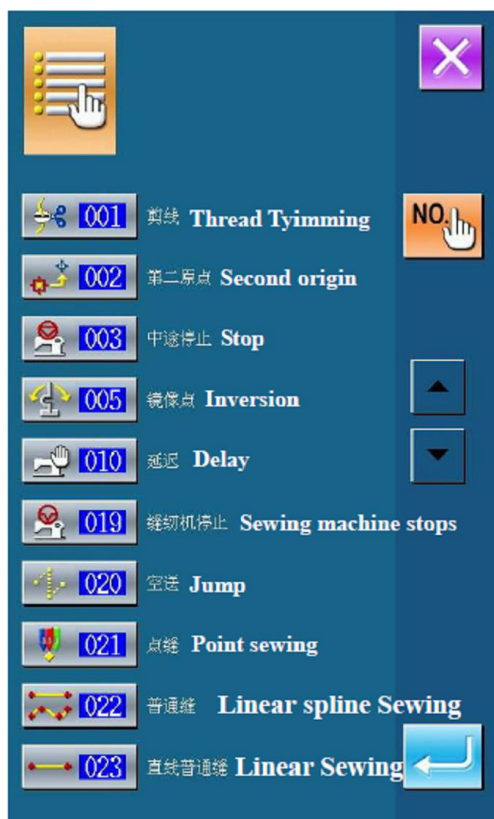 001 剪线 Thread Tyimming
NO.
002 第二原点 Second origin
003 中途停止 Stop
005 镜像点 Inversion
010 延迟 Delay
019 缝纫机停止 Sewing machine stops
020 空送 Jump
021 点缝 Point sewing
022 普通缝 Linear spline Sewing
023 直线普通缝 Linear Sewing